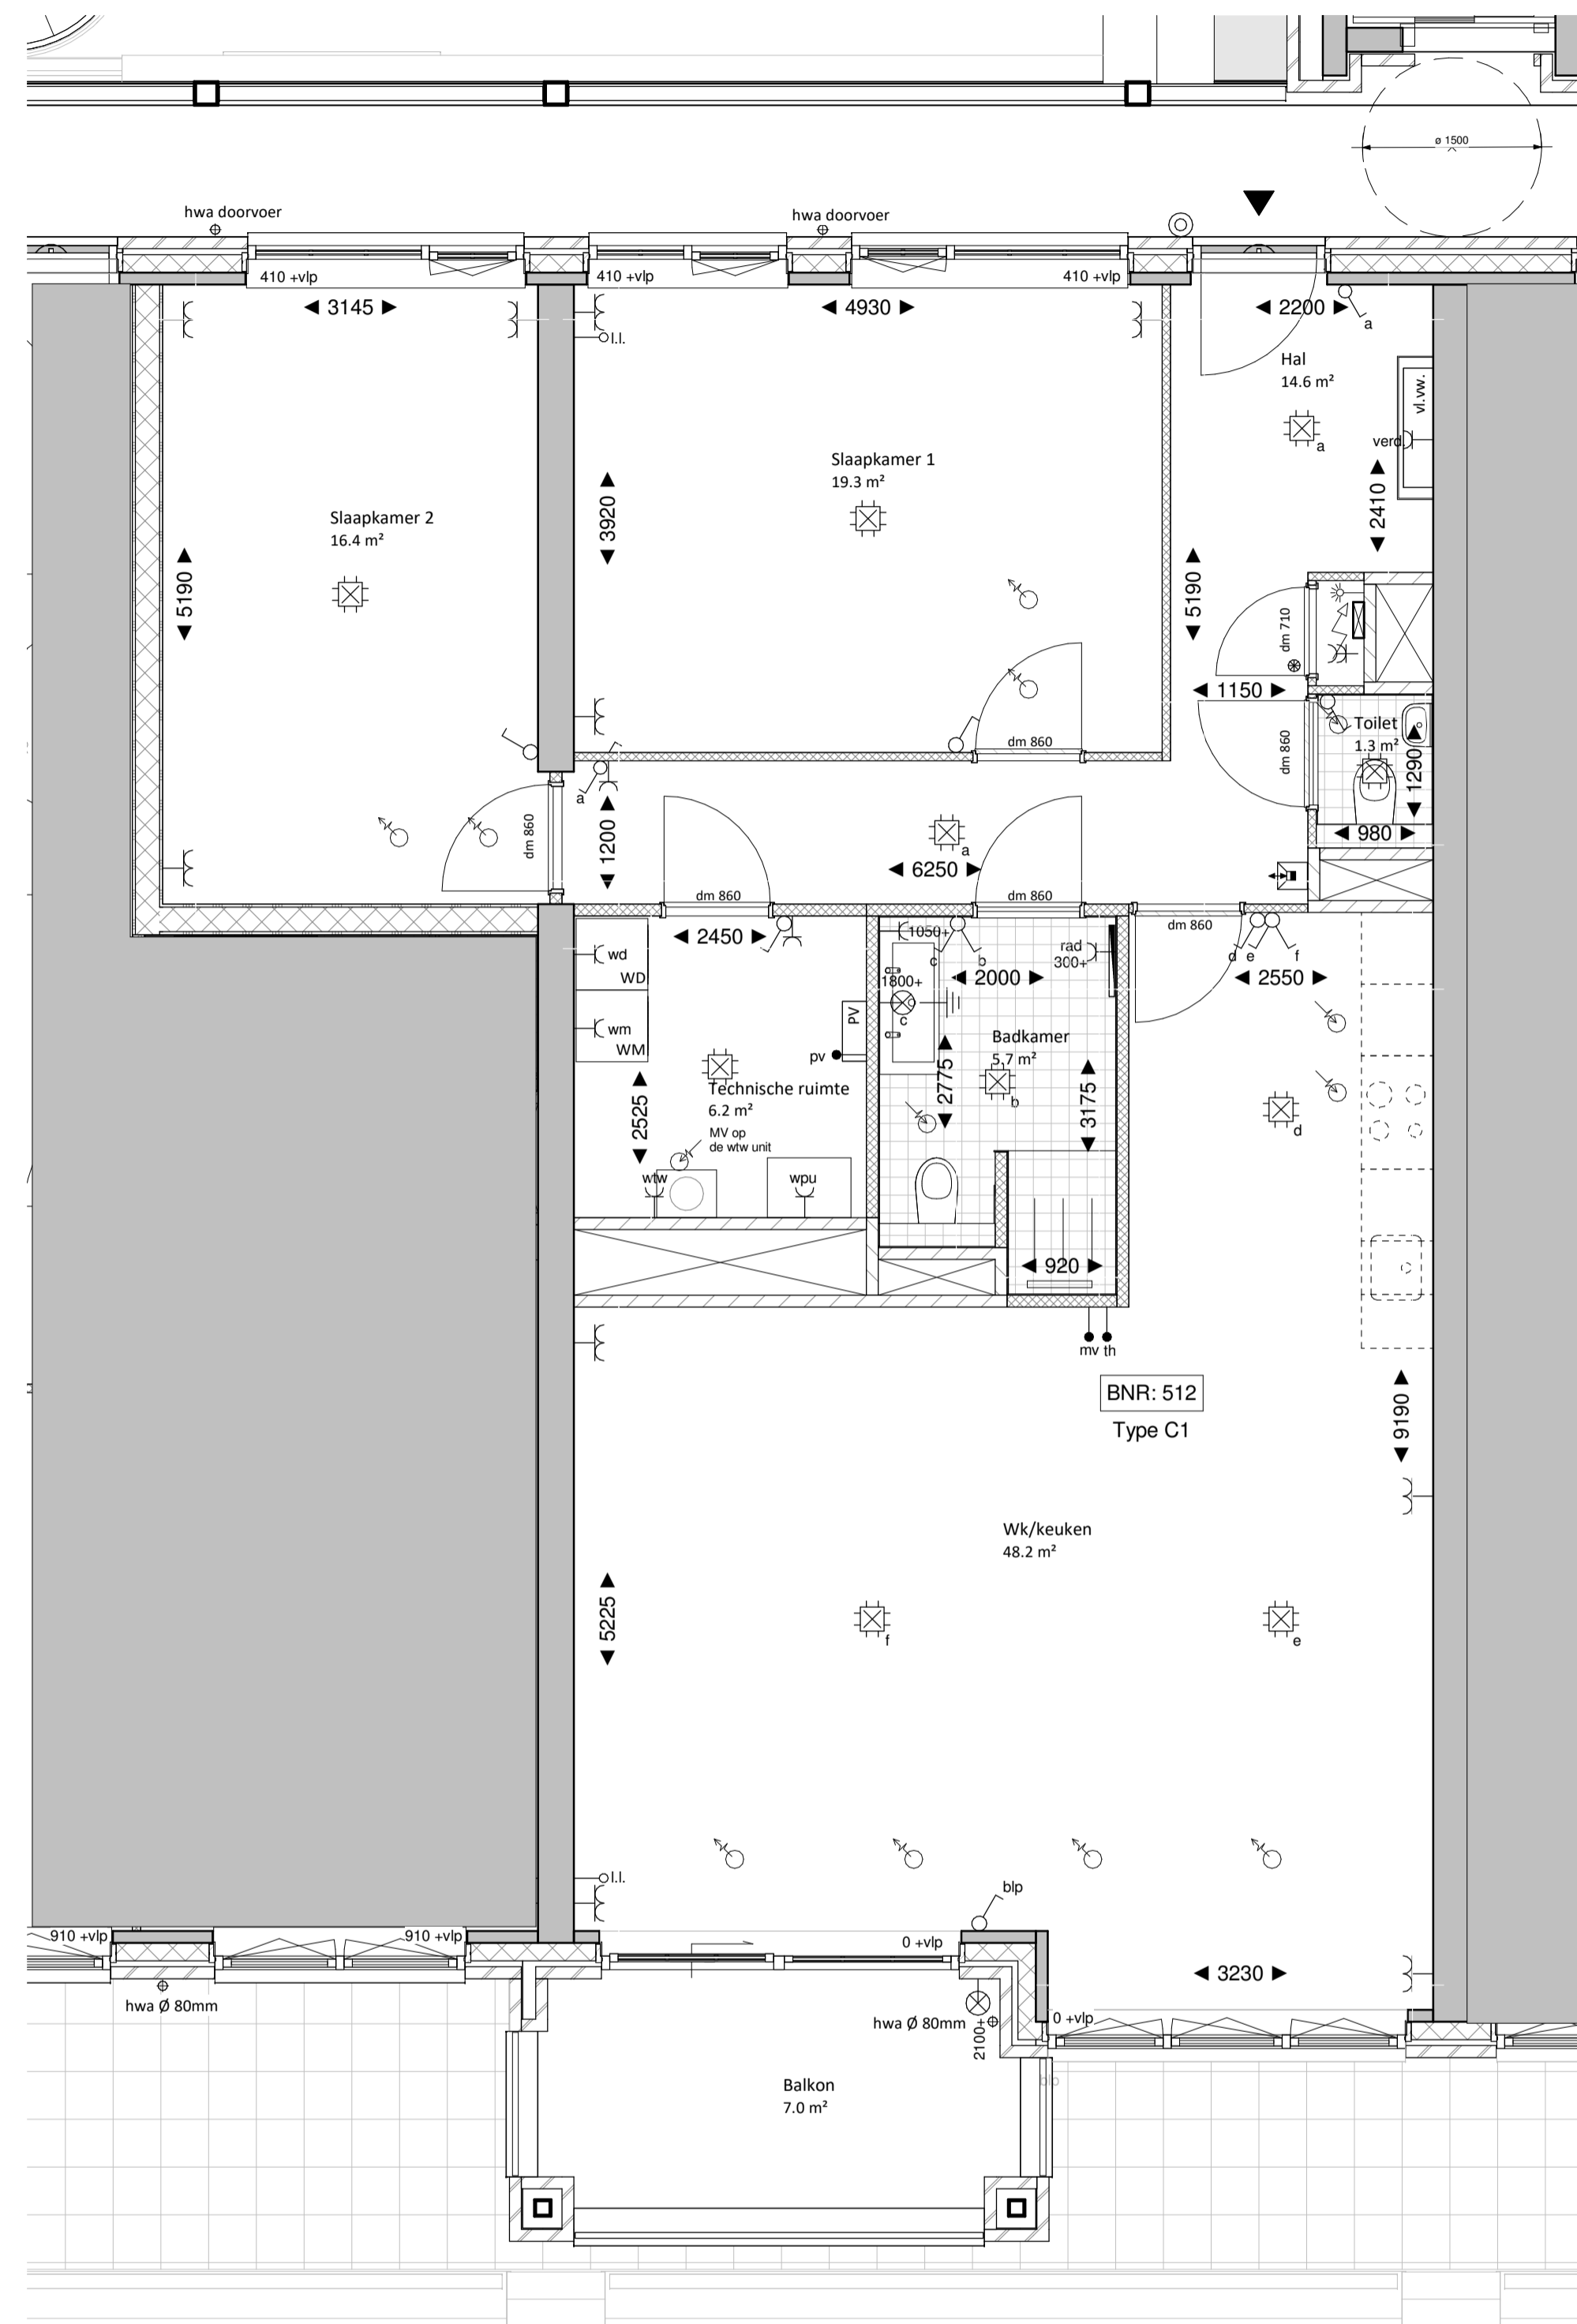 ø 1500
hwa doorvoer
hwa doorvoer
410 +vlp
410 +vlp
410 +vlp
3145
4930
2200
l.l.
a
Hal
14.6 m²
vl.vw.
verd.
a
Slaapkamer 1
19.3 m²
3920
2410
Slaapkamer 2
16.4 m²
5190
5190
dm 710
1150
Toilet
1.3 m²
dm 860
dm 860
1290
a
1200
dm 860
a
980
6250
dm 860
dm 860
dm 860
2450
1050+
c
b
rad
300+
d
e
f
wd
WD
2000
2550
1800+
c
PV
wm
WM
pv
Badkamer
5.7 m²
b
2775
3175
d
Technische ruimte
6.2 m²
2525
MV op
de wtw unit
wtw
wpu
920
mv
th
BNR: 512
Type C1
9190
Wk/keuken
48.2 m²
5225
f
e
l.l.
blp
910 +vlp
910 +vlp
0 +vlp
3230
hwa Ø 80mm
hwa Ø 80mm
2100+
0 +vlp
blp
Balkon
7.0 m²